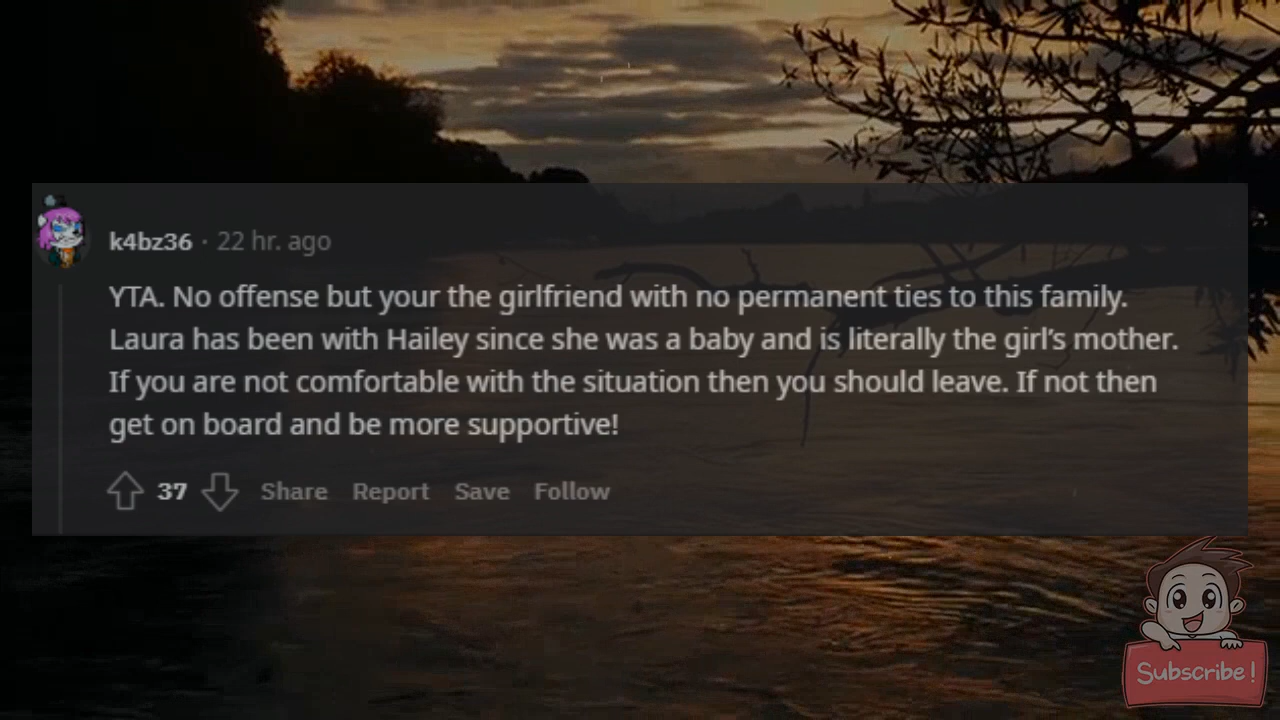 k4bz36 · 22 hr. ago
YTA. No offense but your the girlfriend with no permanent ties to this family.
Laura has been with Hailey since she was a baby and is literally the girl's mother.
If you are not comfortable with the situation then you should leave. If not then
get on board and be more supportive!
37 Share Report Save Follow
Subscribe!